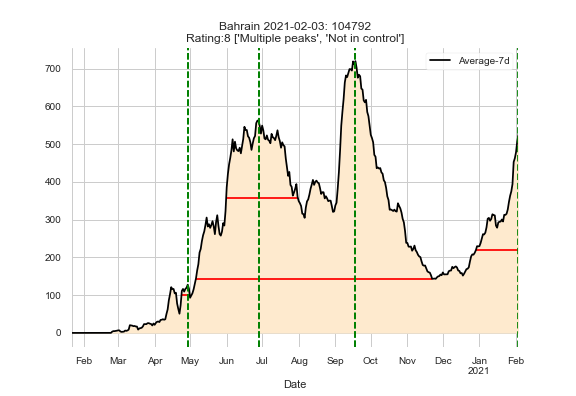 Bahrain 2021-02-03: 104792
Rating:8 ['Multiple peaks', 'Not in control']
Average-7d
700
600
500
400
300
200
100
0
Feb Mar Apr May Jun Jul Aug Sep Oct Nov Dec Jan Feb
2021
Date